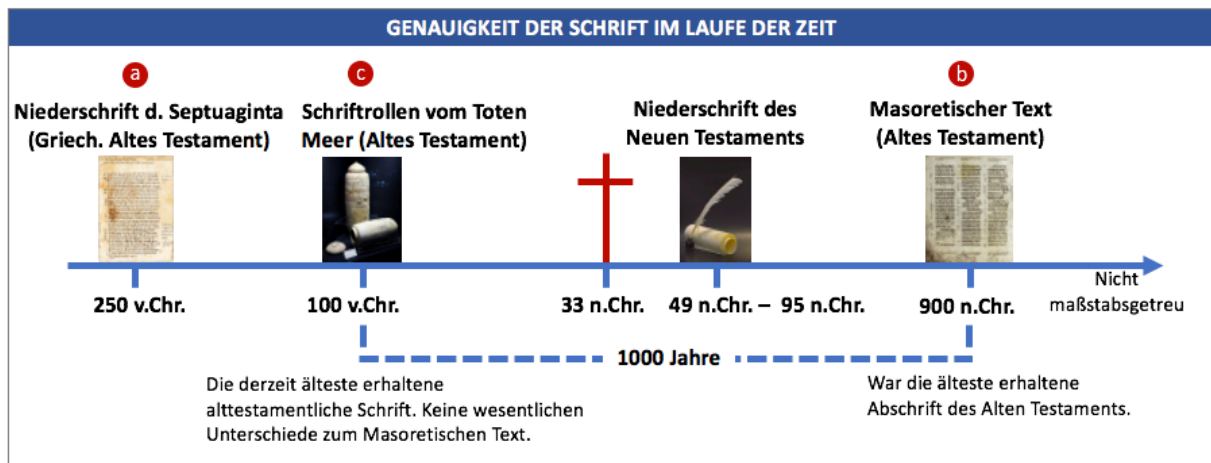 GENAUIGKEIT DER SCHRIFT IM LAUFE DER ZEIT
a
Niederschrift d. Septuaginta
(Griech. Altes Testament)
c
Schriftrollen vom Toten
Meer (Altes Testament)
Niederschrift des
Neuen Testaments
b
Masoretischer Text
(Altes Testament)
250 v.Chr.
100 v.Chr.
33 n.Chr.
49 n.Chr. – 95 n.Chr.
900 n.Chr.
Nicht
maßstabsgetreu
1000 Jahre
Die derzeit älteste erhaltene
alttestamentliche Schrift. Keine wesentlichen
Unterschiede zum Masoretischen Text.
War die älteste erhaltene
Abschrift des Alten Testaments.